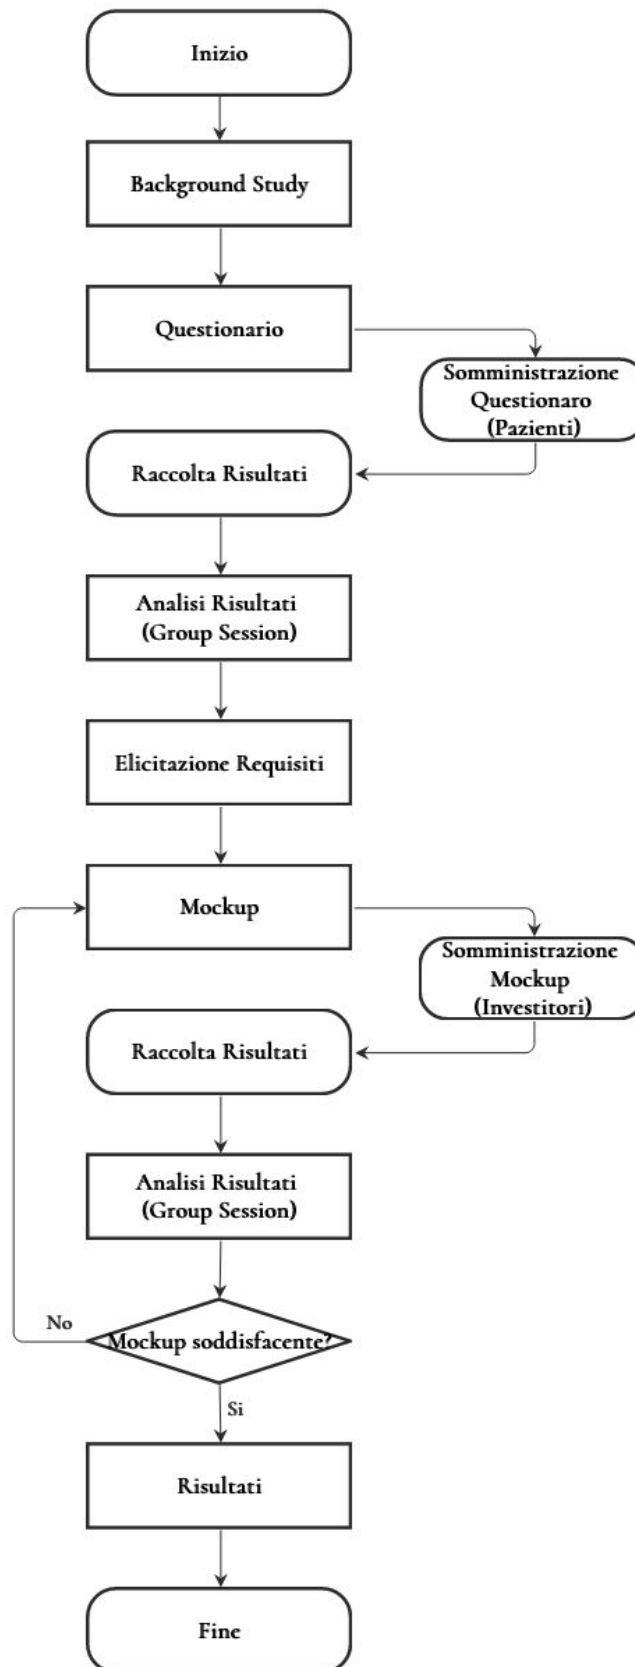 Inizio
Background Study
Questionario
Somministrazione
Questionaro
(Pazienti)
Raccolta Risultati
Analisi Risultati
(Group Session)
Elicitazione Requisiti
Mockup
Somministrazione
Mockup
(Investitori)
Raccolta Risultati
Analisi Risultati
(Group Session)
No
Mockup soddisfacente?
Si
Risultati
Fine